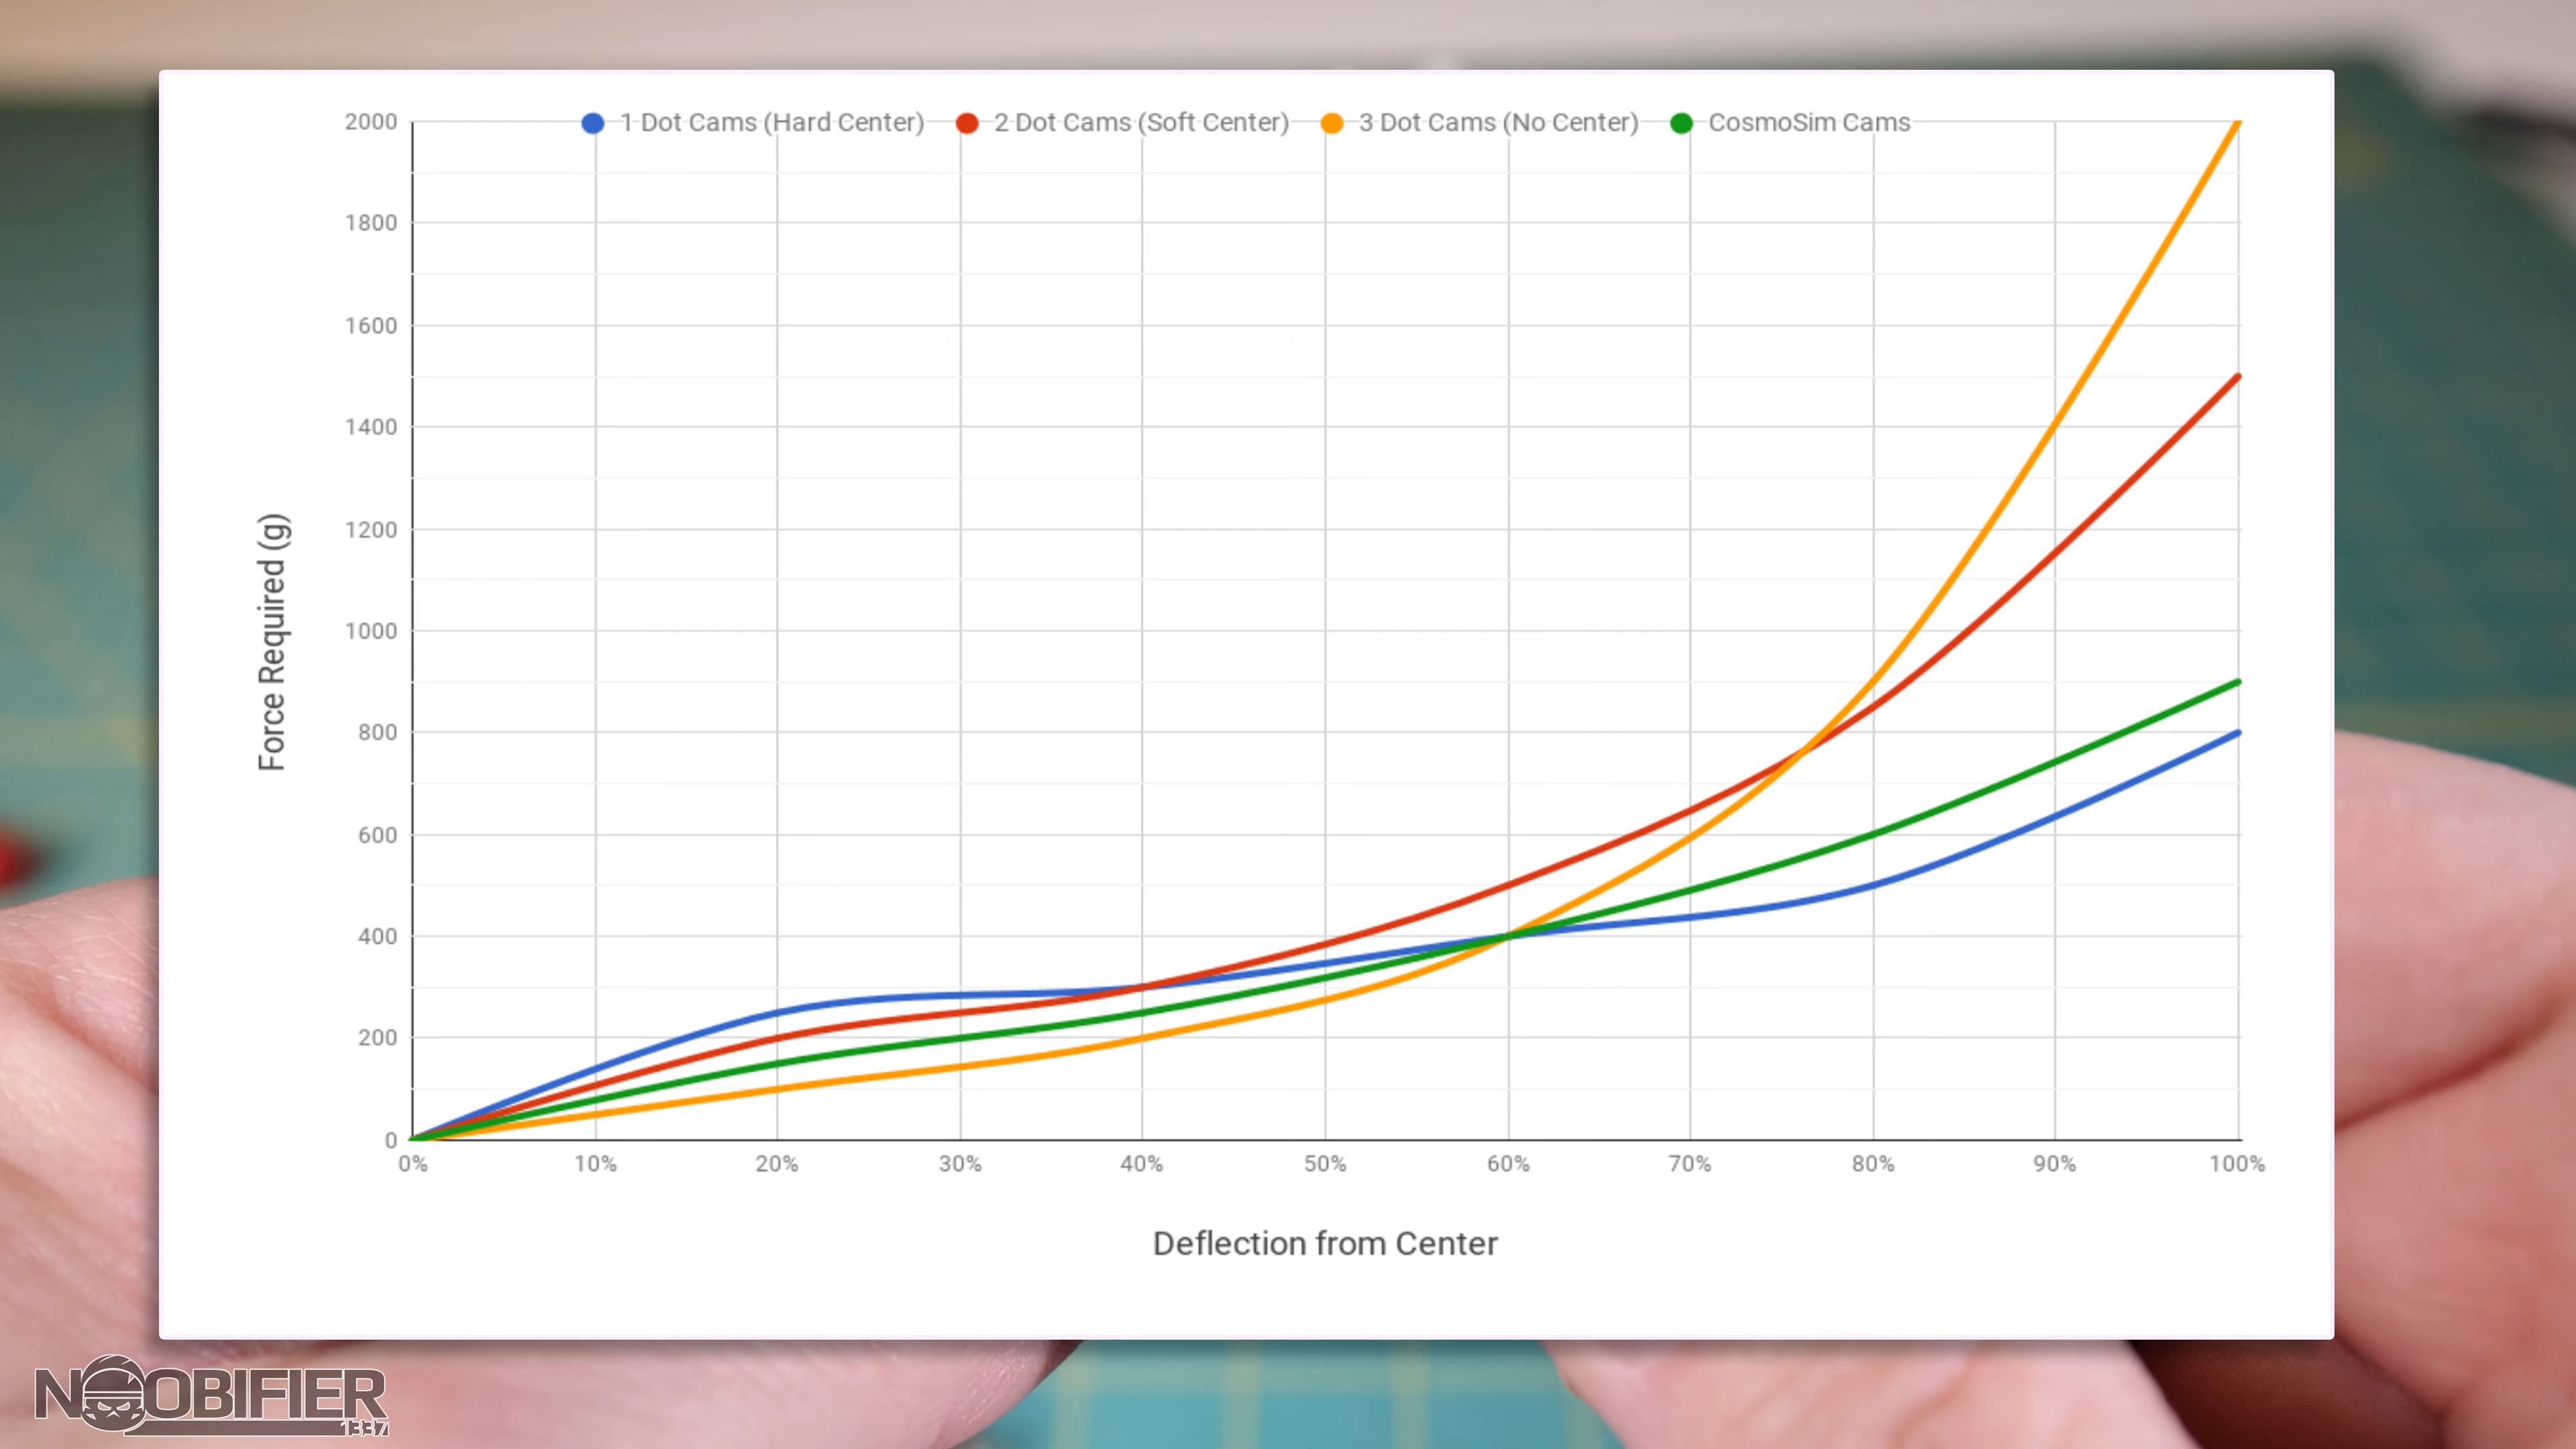 1 Dot Cams (Hard Center) 2 Dot Cams (Soft Center) 3 Dot Cams (No Center) CosmoSim Cams
2000
1800
1600
1400
1200
1000
800
600
400
200
0
Force Required (g)
0% 10% 20% 30% 40% 50% 60% 70% 80% 90% 100%
Deflection from Center
NOOBIFIER
1337